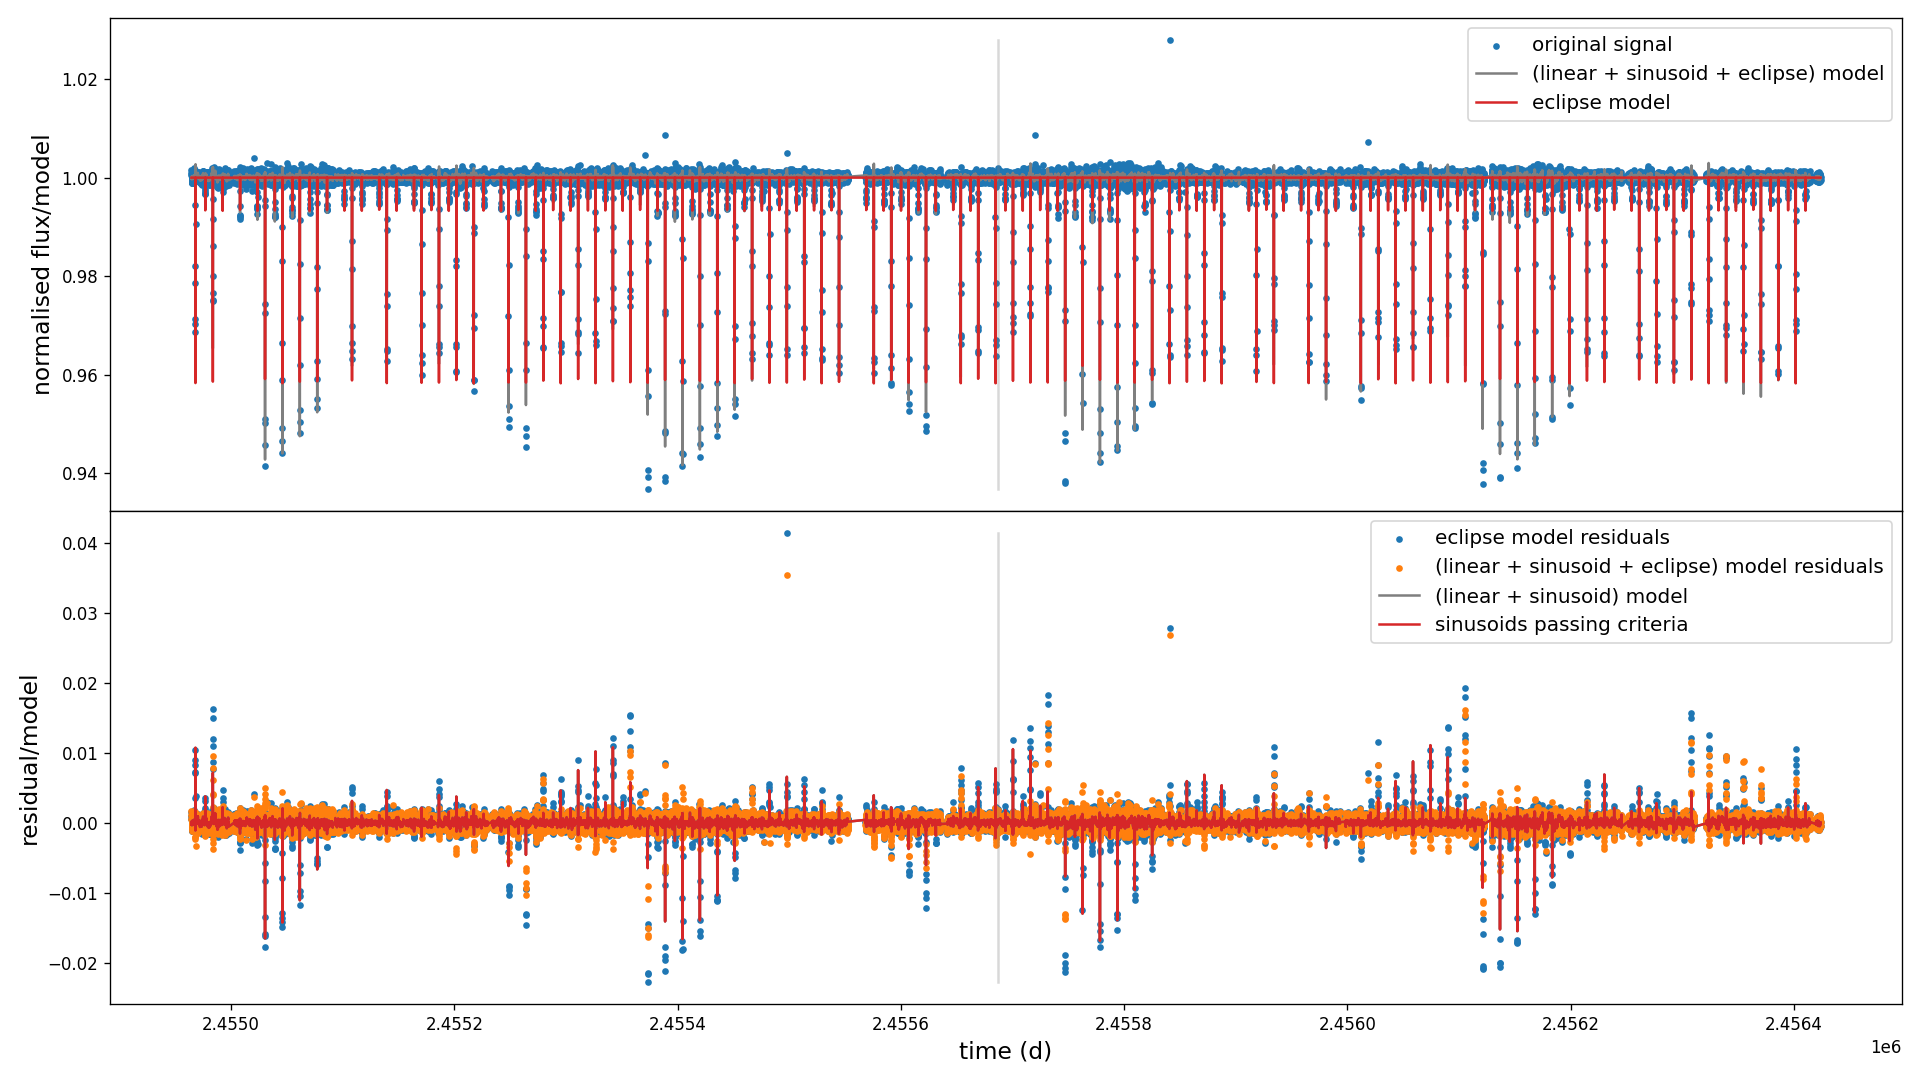 original signal
(linear + sinusoid + eclipse) model
eclipse model
1.02
1.00
0.98
0.96
0.94
normalised flux/model
eclipse model residuals
(linear + sinusoid + eclipse) model residuals
(linear + sinusoid) model
sinusoids passing criteria
0.04
0.03
0.02
0.01
0.00
−0.01
−0.02
residual/model
2.4550
2.4552
2.4554
2.4556
2.4558
2.4560
2.4562
2.4564
1e6
time (d)